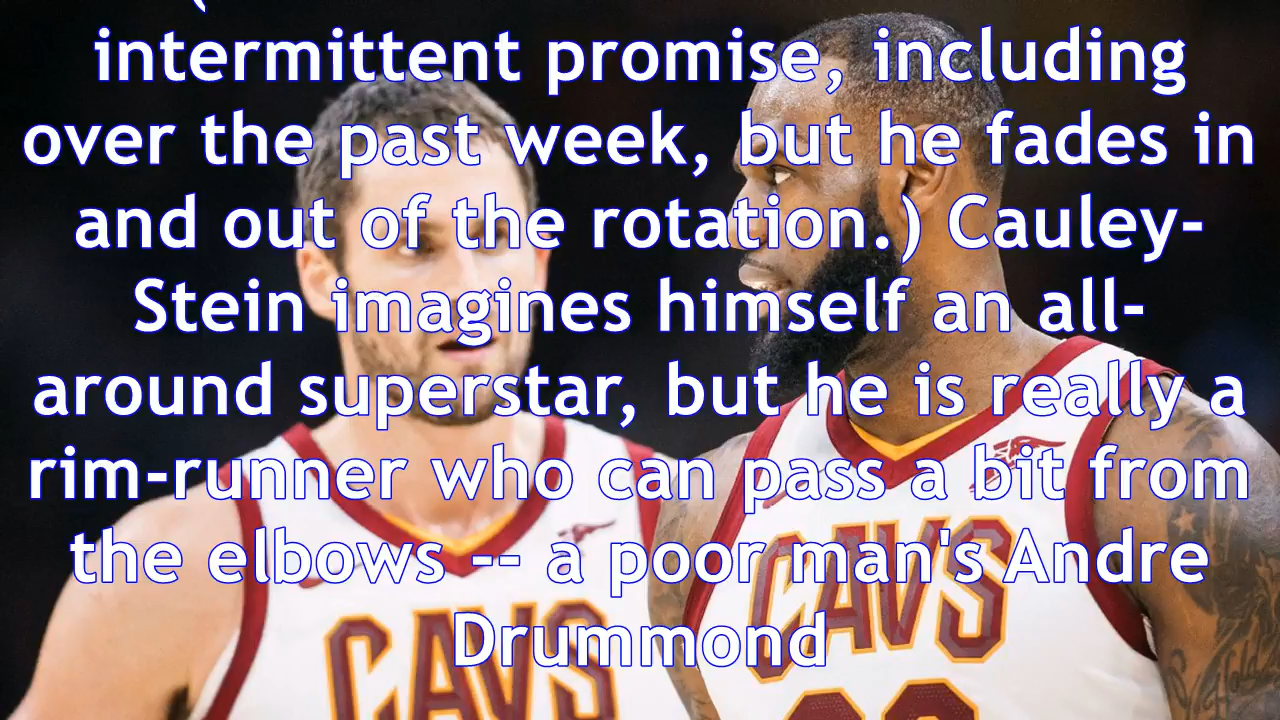 (
intermittent promise, including
over the past week, but he fades in
and out of the rotation.) Cauley-
Stein imagines himself an all-
around superstar, but he is really a
rim-runner who can pass a bit from
the elbows -- a poor man's Andre
Drummond
CAVS
CAVS